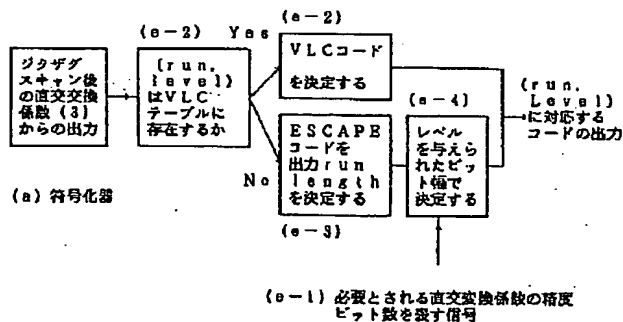 (e-2) Yes
(e-2)
ジグザグ
スキャン後
の直交交換
係数(3)
からの出力
(run,
level)
はVLC
テーブルに
存在するか
VLCコード
を決定する
(e-4)
(run,
Level)
に対応する
コードの出力
ESCAPE
コードを
出力run
length
を決定する
レベル
を与えら
れたビッ
ト幅で
決定する
No
(a) 符号化器
(e-3)
(e-1) 必要とされる直交変換係数の精度
ビット数を表す信号